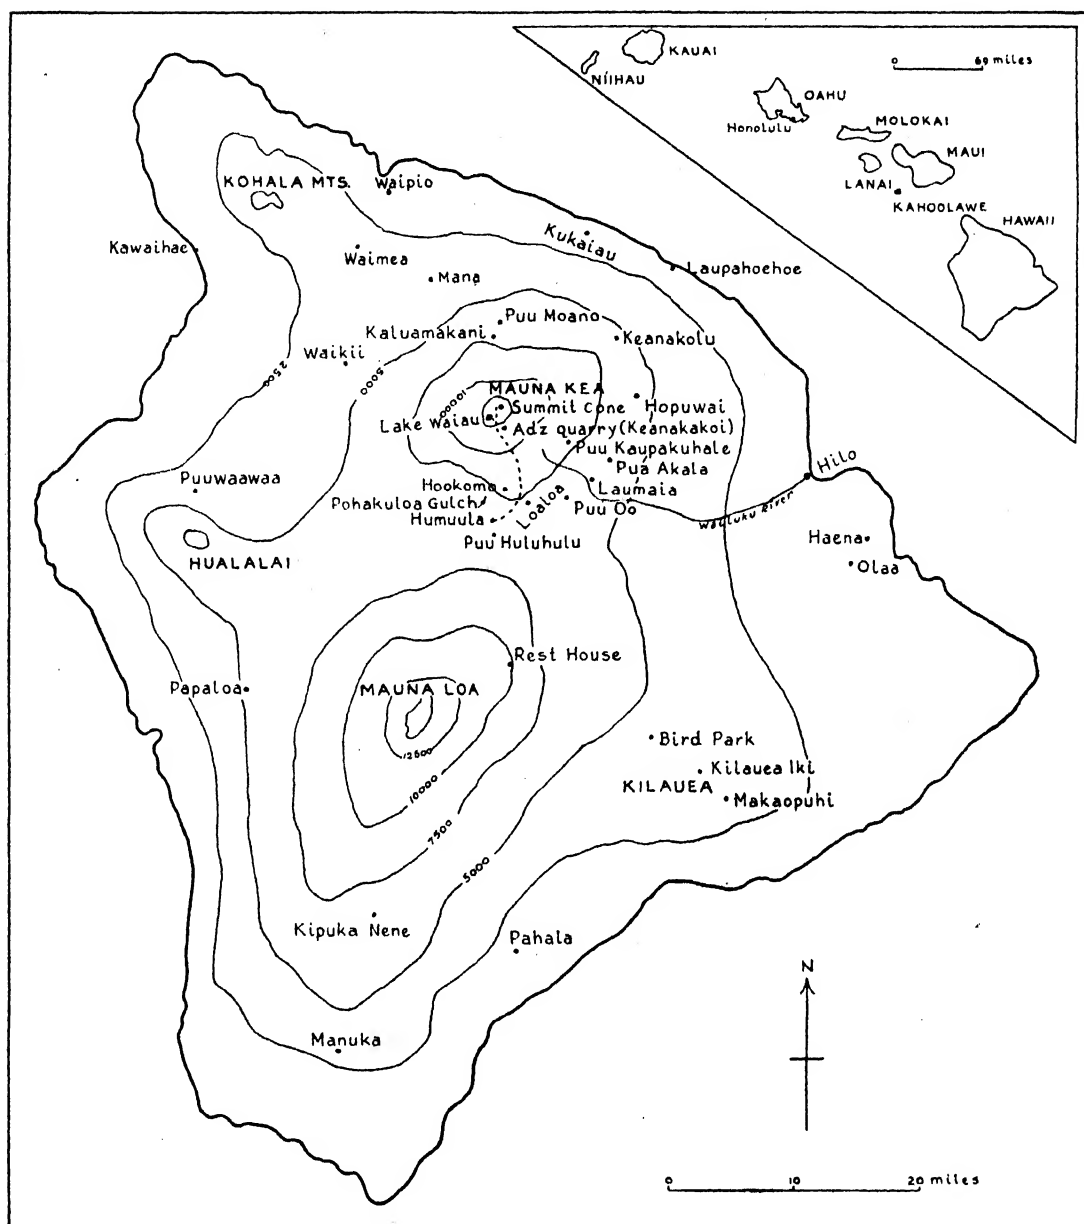 KAUAI
NIIHAU
0 69 miles
OAHU
Honolulu
MOLOKAI
MAUI
LANAI
KAHOOLAWE
HAWAII
KOHALA MTS.
Waipio
Kawaihae
Waimea
Kukaiau
Mana
Laupahoehoe
Puu Moano
Kaluamakani
Keanakolu
Waikii
2500
5000
10000
MAUNA KEA
Summit Cone
Hopuwai
Lake Waiau
Adz quarry (Keanakakoi)
Puu Kaupakuhale
Pua Akala
Hilo
Puuwaawaa
Hookomo
Laumaia
Pohakuloa Gulch
Loaloa
Puu Oo
Wailuku River
Humuula
Puu Huluhulu
Haena
HUALALAI
Olaa
Rest House
Papaloa
MAUNA LOA
12500
10000
7500
5000
Bird Park
Kilauea Iki
KILAUEA
Makaopuhi
Kipuka Nene
Pahala
N
Manuka
0 10 20 miles